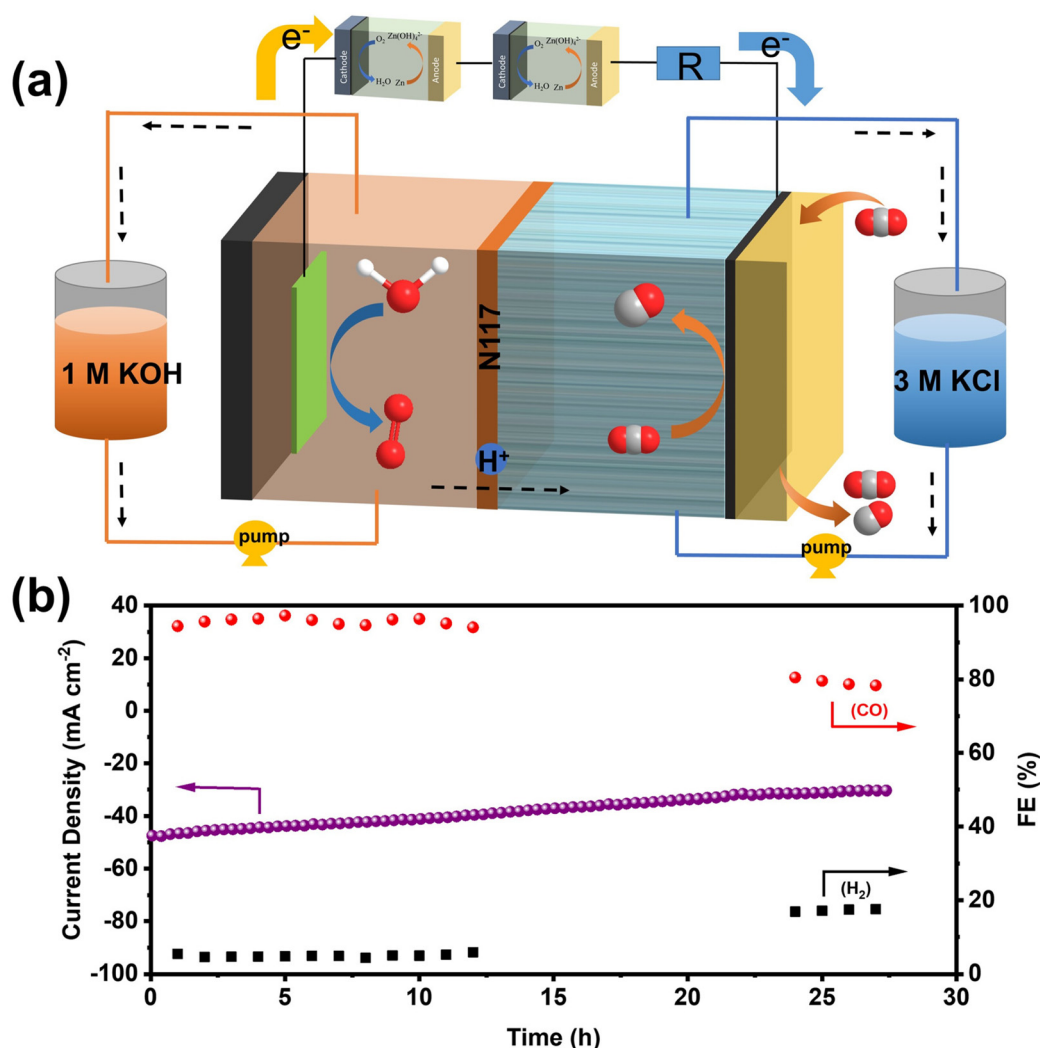 (a)
e⁻
Cathode
O₂ Zn(OH)₄²⁻
H₂O Zn
Anode
Cathode
O₂ Zn(OH)₄²⁻
H₂O Zn
Anode
R
e⁻
1 M KOH
N117
H⁺
3 M KCl
pump
pump
(b)
40
20
0
-20
-40
-60
-80
-100
Current Density (mA cm⁻²)
100
80
60
40
20
0
FE (%)
(CO)
(H₂)
0 5 10 15 20 25 30
Time (h)